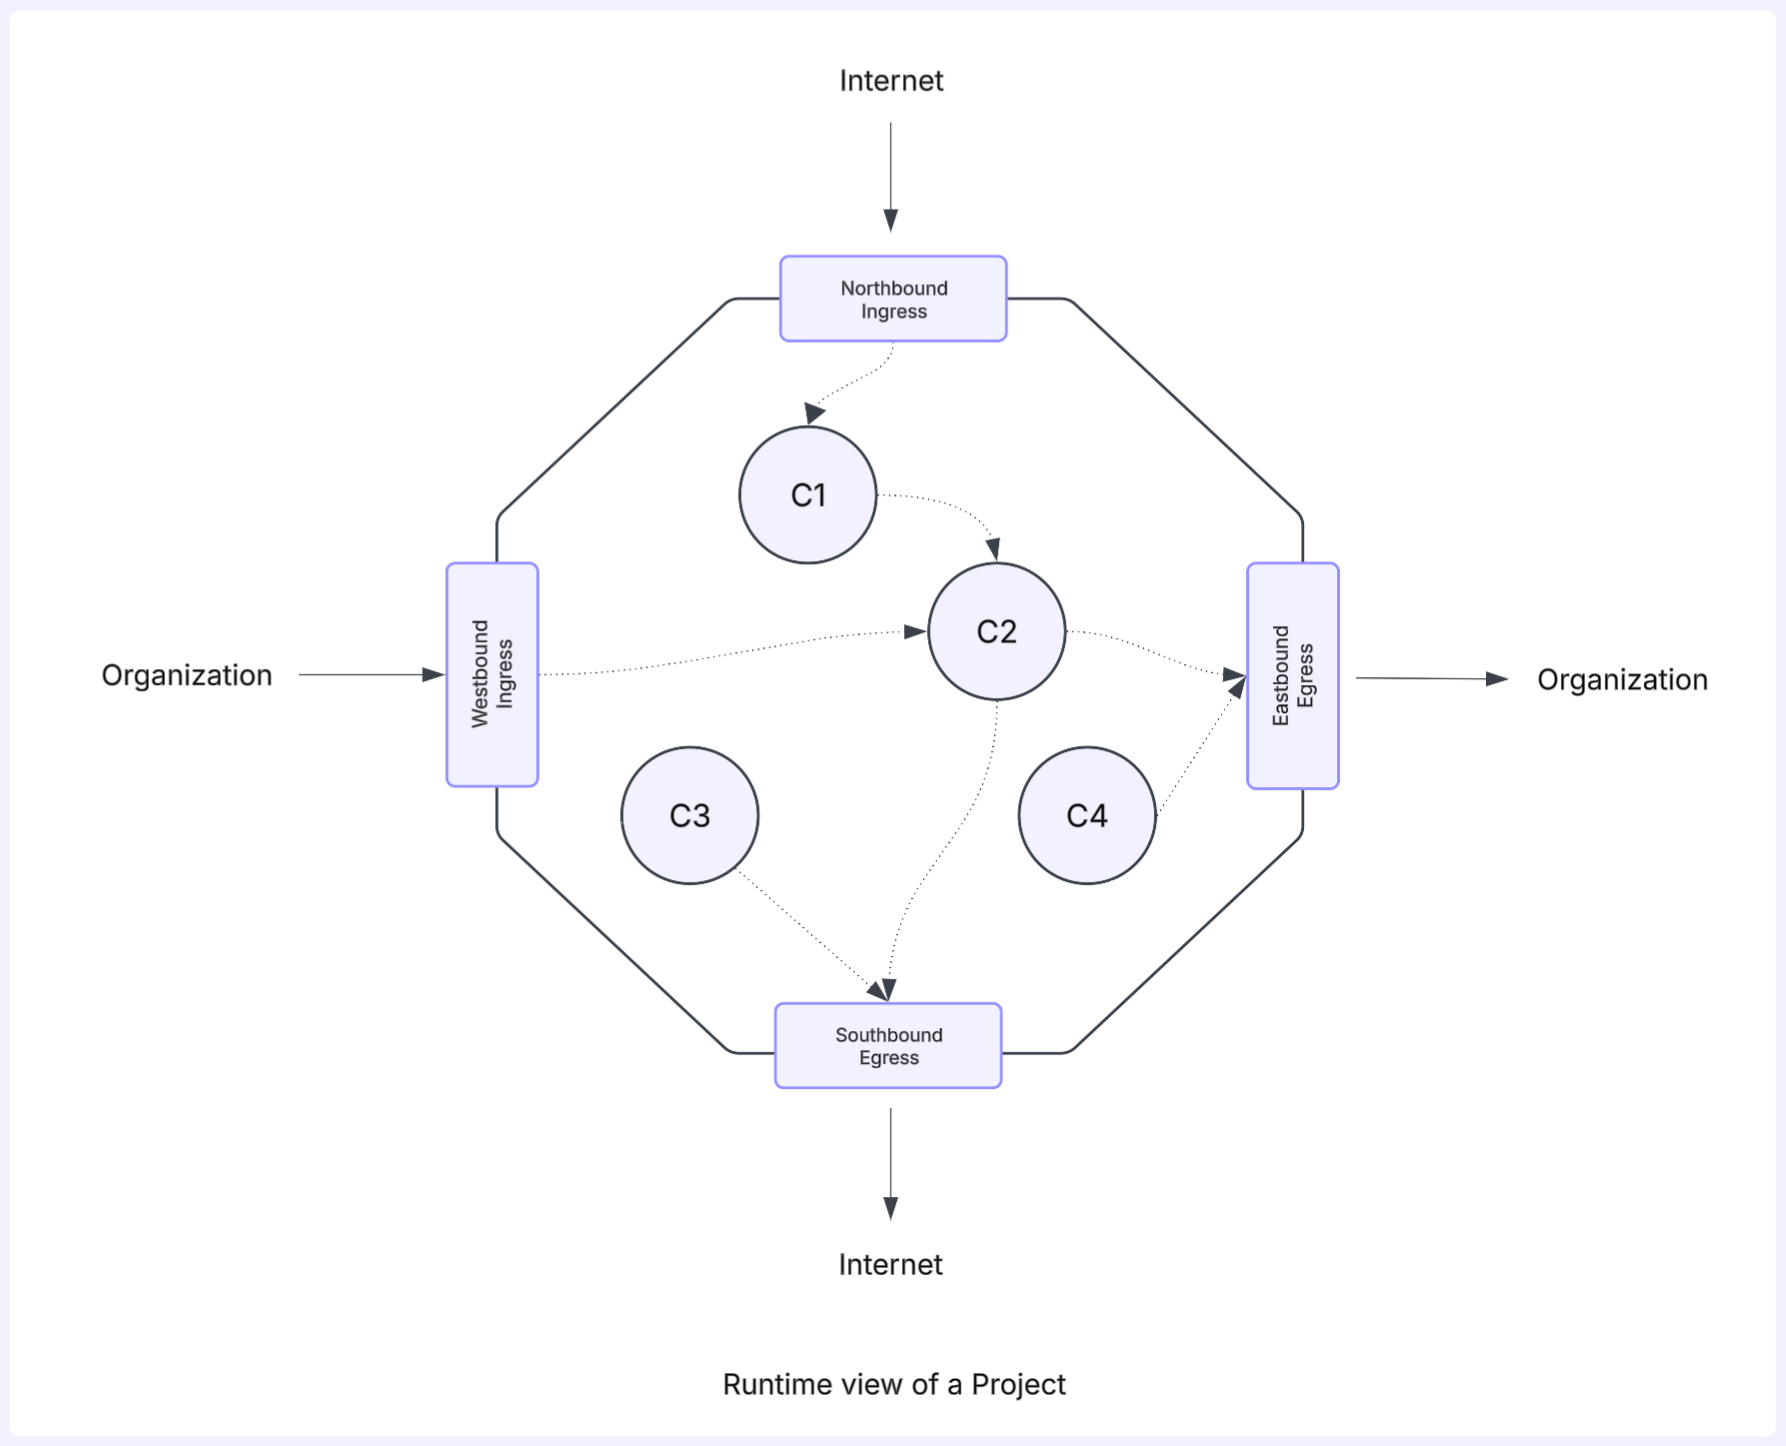 Internet
Northbound
Ingress
C1
C2
Organization
Westbound
Ingress
Eastbound
Egress
Organization
C3
C4
Southbound
Egress
Internet
Runtime view of a Project